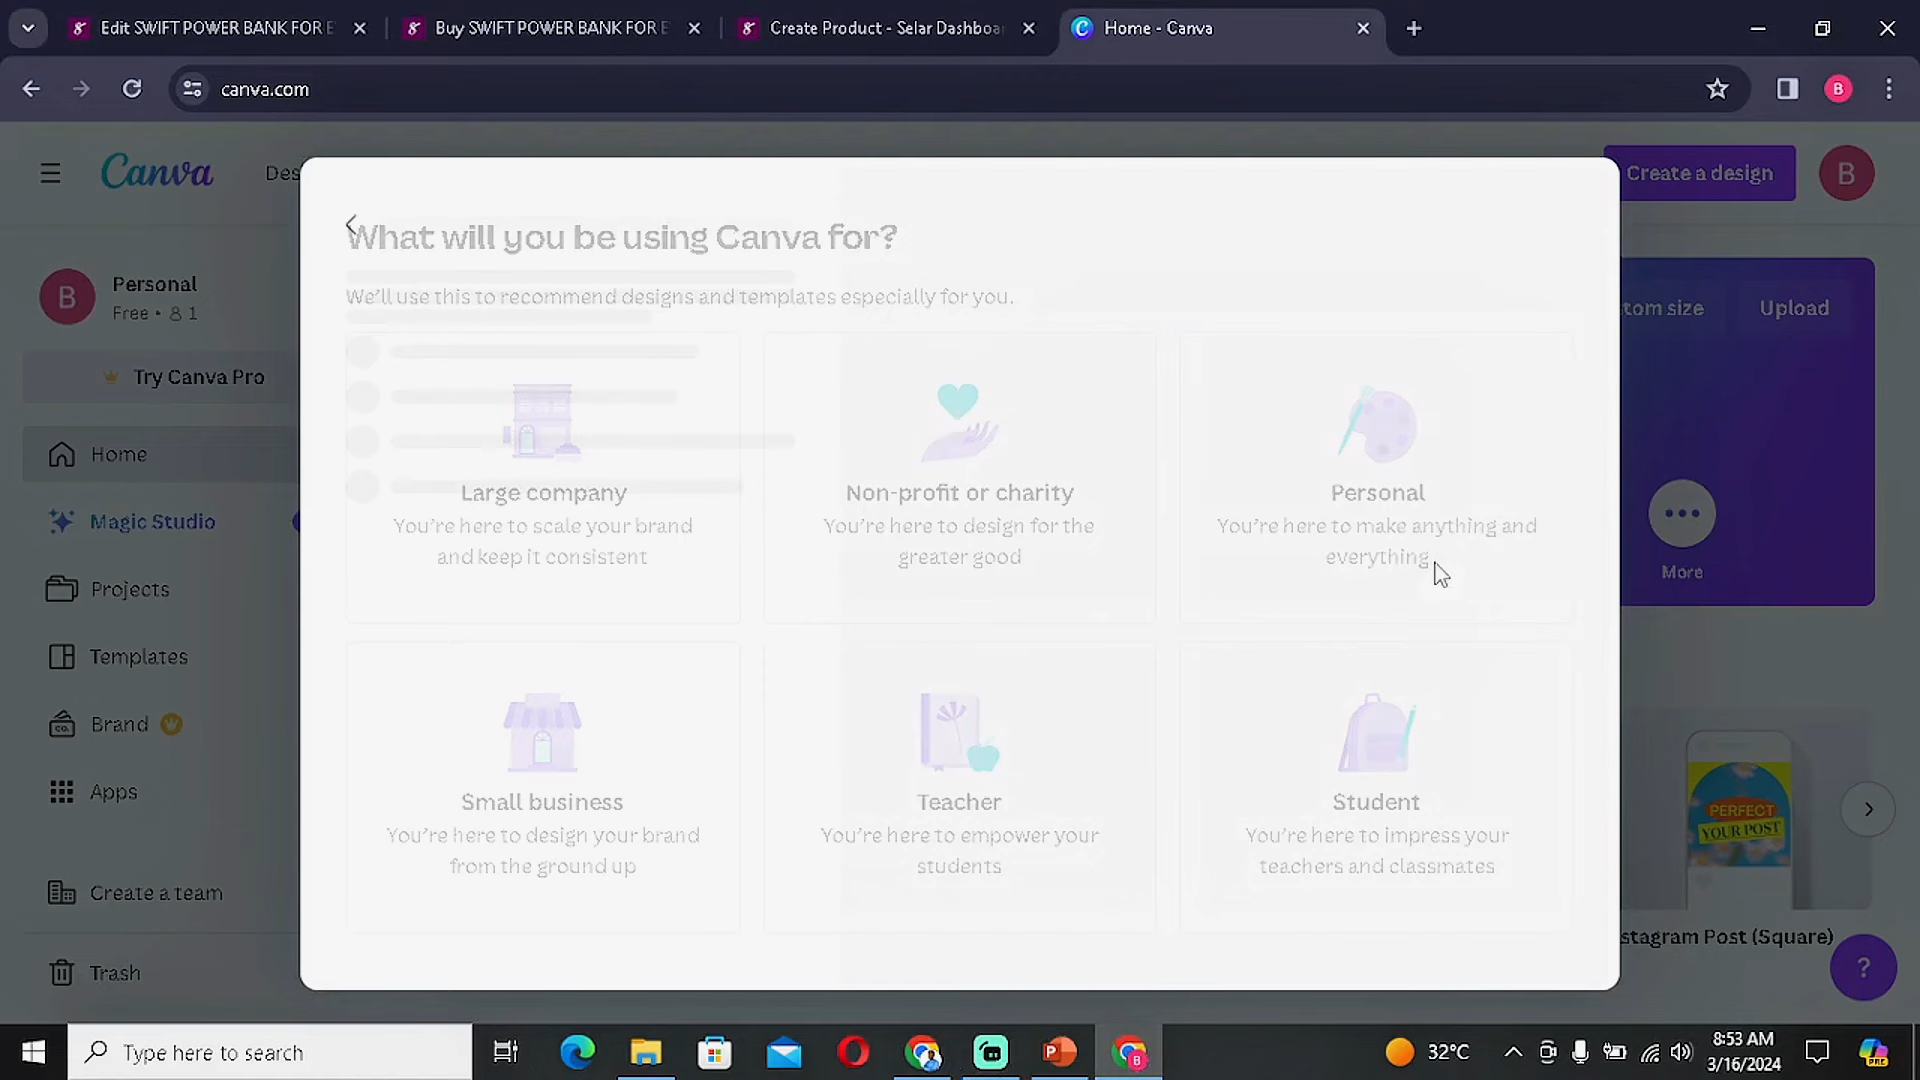 Edit SWIFT POWER BANK FOR E
Buy SWIFT POWER BANK FOR E
Create Product - Selar Dashboa
Home - Canva
canva.com
Canva
Des
Create a design
B
B
Personal
Free • 1
Try Canva Pro
Home
Magic Studio
Projects
Templates
Brand
CO.
Apps
Create a team
Trash
What will you be using Canva for?
We'll use this to recommend designs and templates especially for you.
Large company
You're here to scale your brand
and keep it consistent
Non-profit or charity
You're here to design for the
greater good
Personal
You're here to make anything and
everything
Small business
You're here to design your brand
from the ground up
Teacher
You're here to empower your
students
Student
You're here to impress your
teachers and classmates
tom size
Upload
More
PERFECT
YOUR POST
stagram Post (Square)
?
Type here to search
32°C
8:53 AM
3/16/2024
PRE